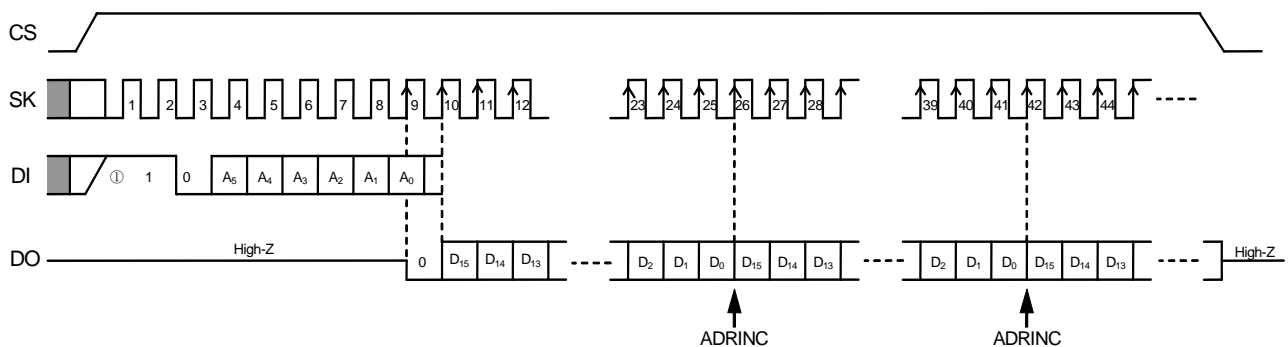 CS
SK 1 2 3 4 5 6 7 8 9 10 11 12 23 24 25 26 27 28 39 40 41 42 43 44
DI ① 1 0 A5 A4 A3 A2 A1 A0
DO High-Z 0 D15 D14 D13 D2 D1 D0 D15 D14 D13 D2 D1 D0 D15 D14 D13 High-Z
ADRINC ADRINC